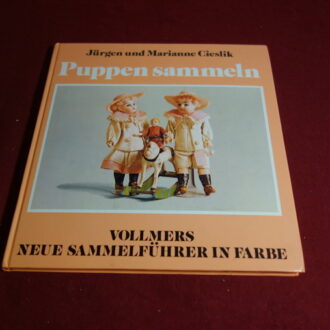 Jürgen und Marianne Cieslik
Puppen sammeln
VOLLMERS
NEUE SAMMELFÜHRER IN FARBE